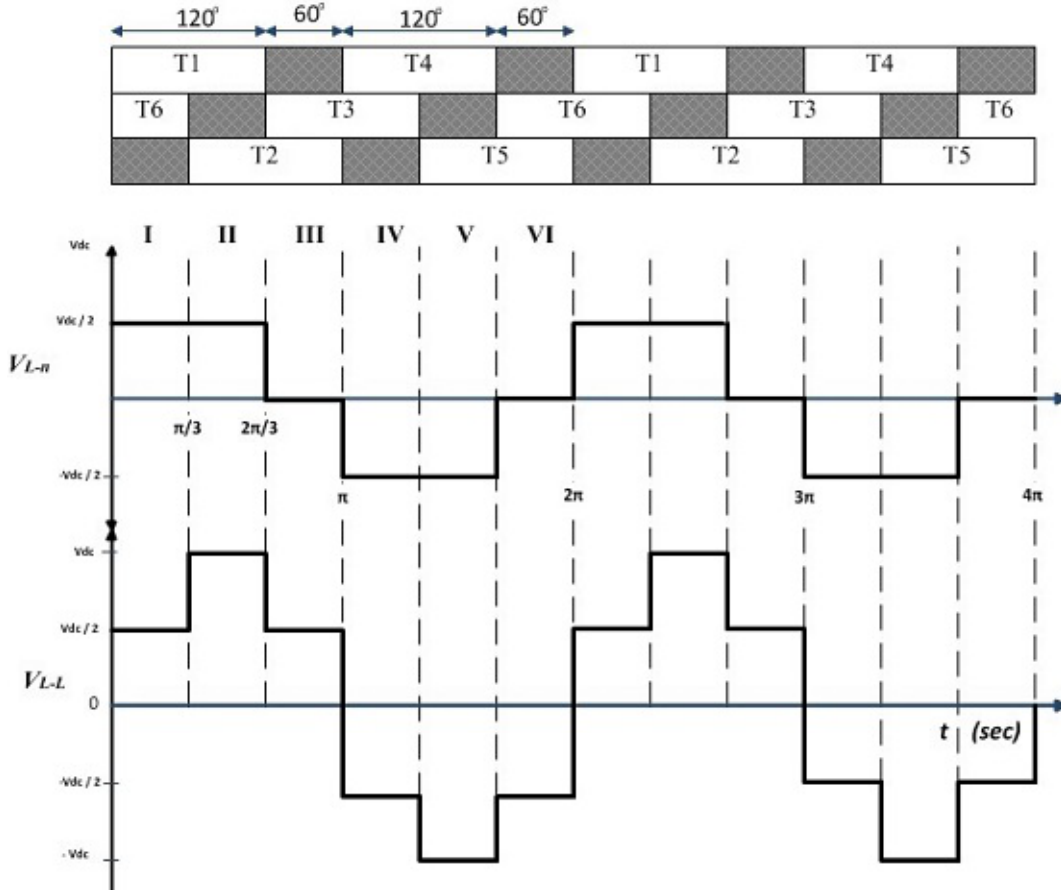 120° 60° 120° 60°
T1 T4 T1 T4
T6 T3 T6 T3 T6
T2 T5 T2 T5
I II III IV V VI
Vdc
Vdc / 2
VL-n
π/3 2π/3
-Vdc / 2
π 2π 3π 4π
Vdc
Vdc / 2
VL-L
0
t (sec)
-Vdc / 2
- Vdc